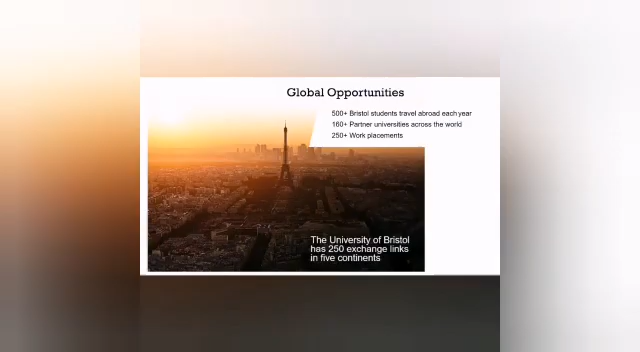 Global Opportunities
500+ Bristol students travel abroad each year
160+ Partner universities across the world
250+ Work placements
The University of Bristol
has 250 exchange links
in five continents